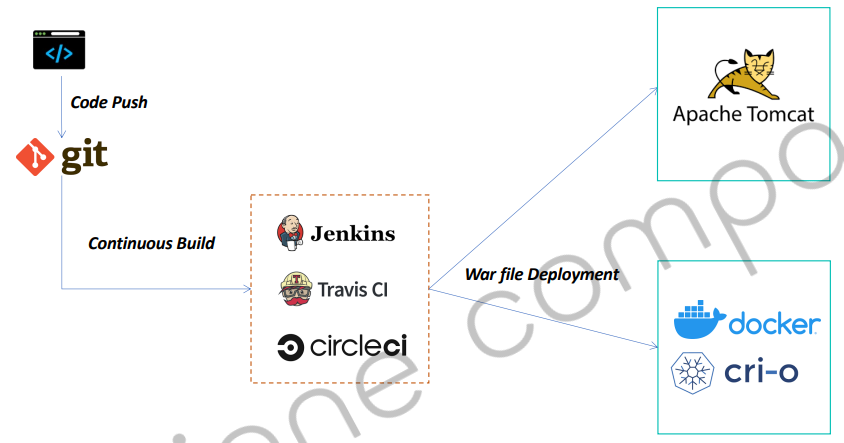 </>
Code Push
git
Continuous Build
Jenkins
Travis CI
circleci
War file Deployment
Apache Tomcat
docker
cri-o
ione compo